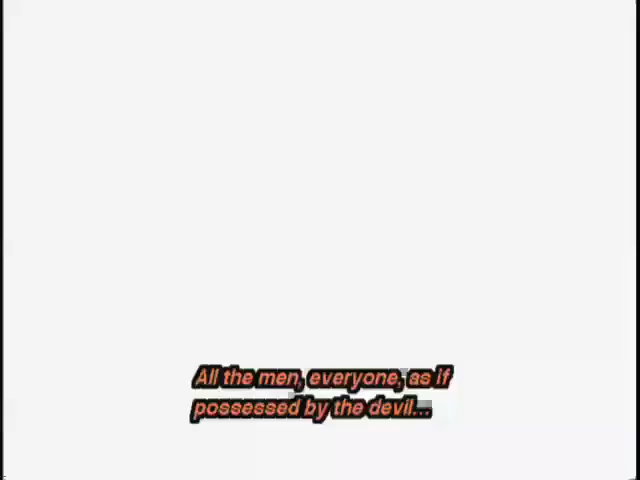 All the men, everyone, as if
possessed by the devil...